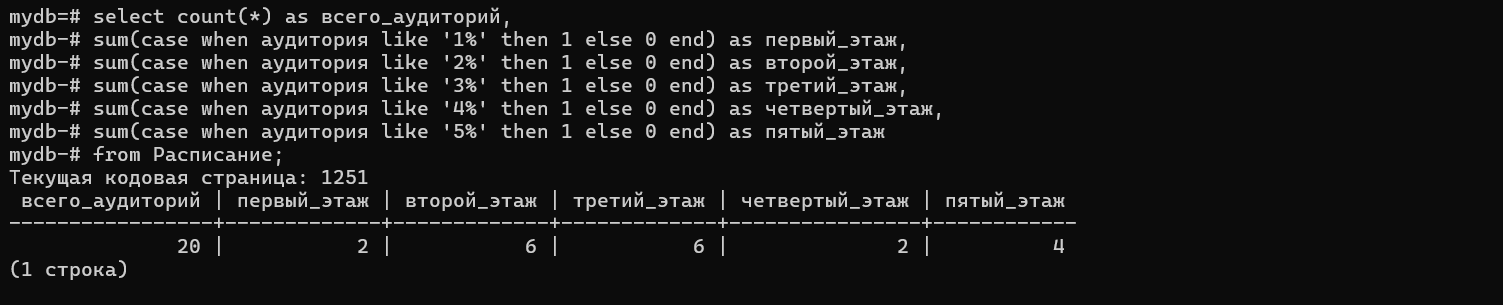 mydb=# select count(*) as всего_аудиторий,
mydb-# sum(case when аудитория like '1%' then 1 else 0 end) as первый_этаж,
mydb-# sum(case when аудитория like '2%' then 1 else 0 end) as второй_этаж,
mydb-# sum(case when аудитория like '3%' then 1 else 0 end) as третий_этаж,
mydb-# sum(case when аудитория like '4%' then 1 else 0 end) as четвертый_этаж,
mydb-# sum(case when аудитория like '5%' then 1 else 0 end) as пятый_этаж
mydb-# from Расписание;
Текущая кодовая страница: 1251
 всего_аудиторий | первый_этаж | второй_этаж | третий_этаж | четвертый_этаж | пятый_этаж
-----------------+-------------+-------------+-------------+----------------+------------
              20 |           2 |           6 |           6 |              2 |          4
(1 строка)